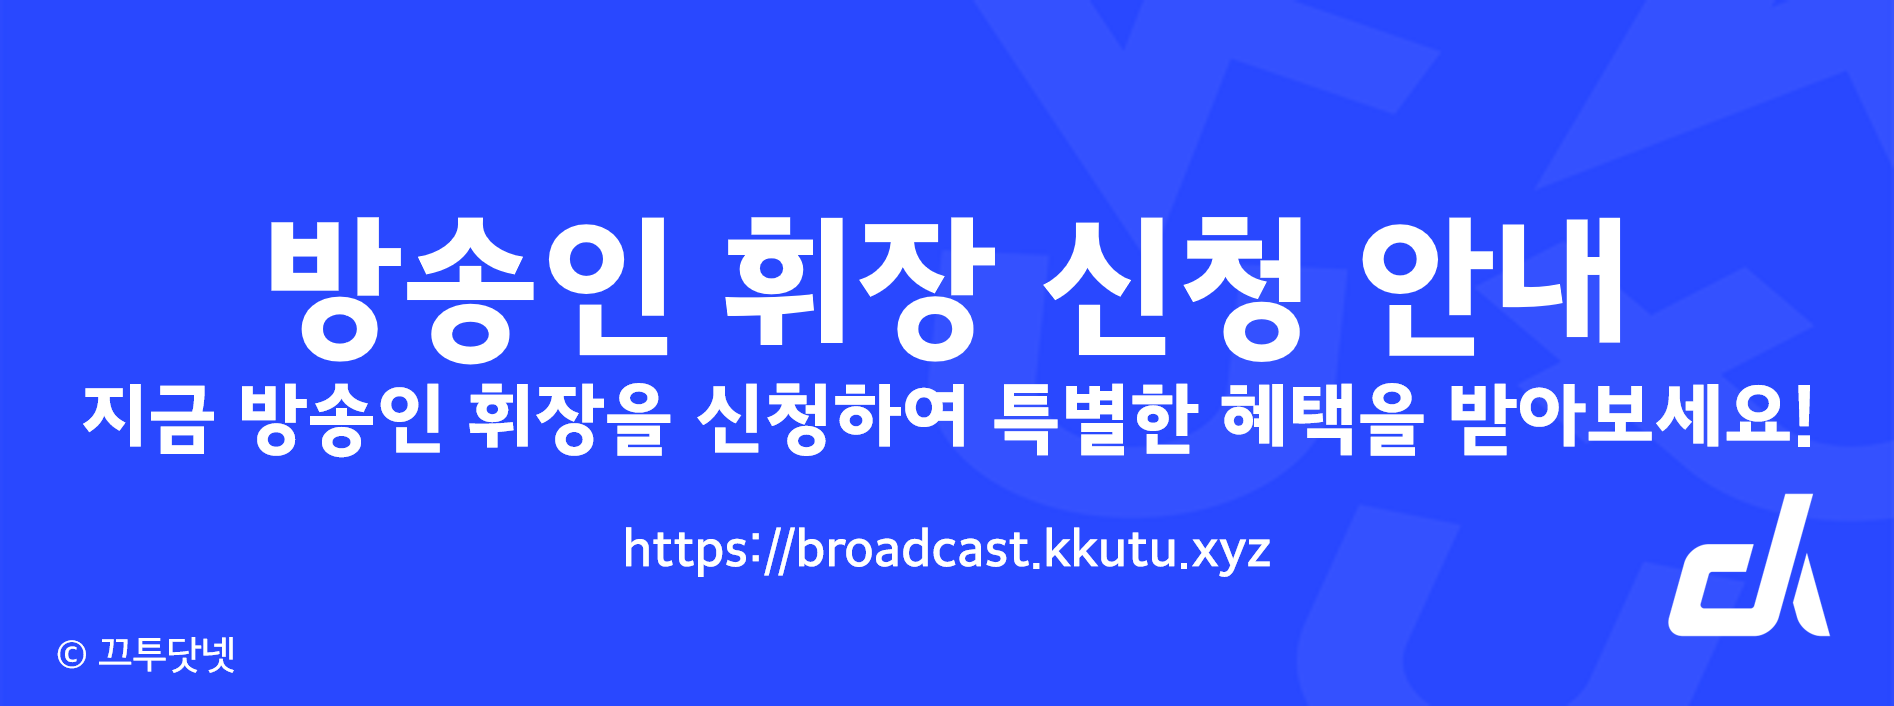 방송인 휘장 신청 안내
지금 방송인 휘장을 신청하여 특별한 혜택을 받아보세요!
https://broadcast.kkutu.xyz
© 끄투닷넷